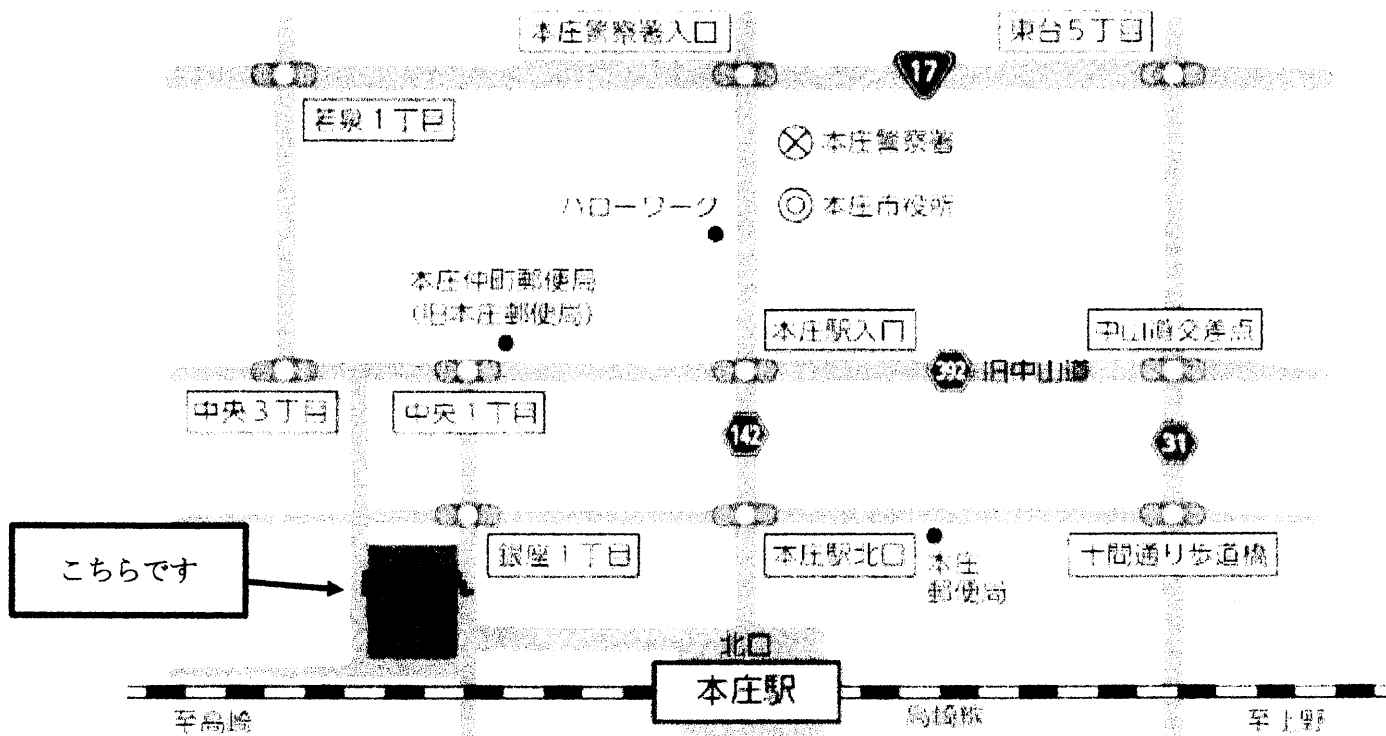 本庄警察署入口
東台5丁目
17
若泉1丁目
本庄警察署
ハローワーク
本庄市役所
本庄仲町郵便局
(旧本庄郵便局)
本庄駅入口
中山道交差点
392 旧中山道
中央3丁目
中央1丁目
142
31
こちらです
銀座1丁目
本庄駅北口
本庄
郵便局
十間通り歩道橋
北口
本庄駅
至高崎
高崎線
至上野